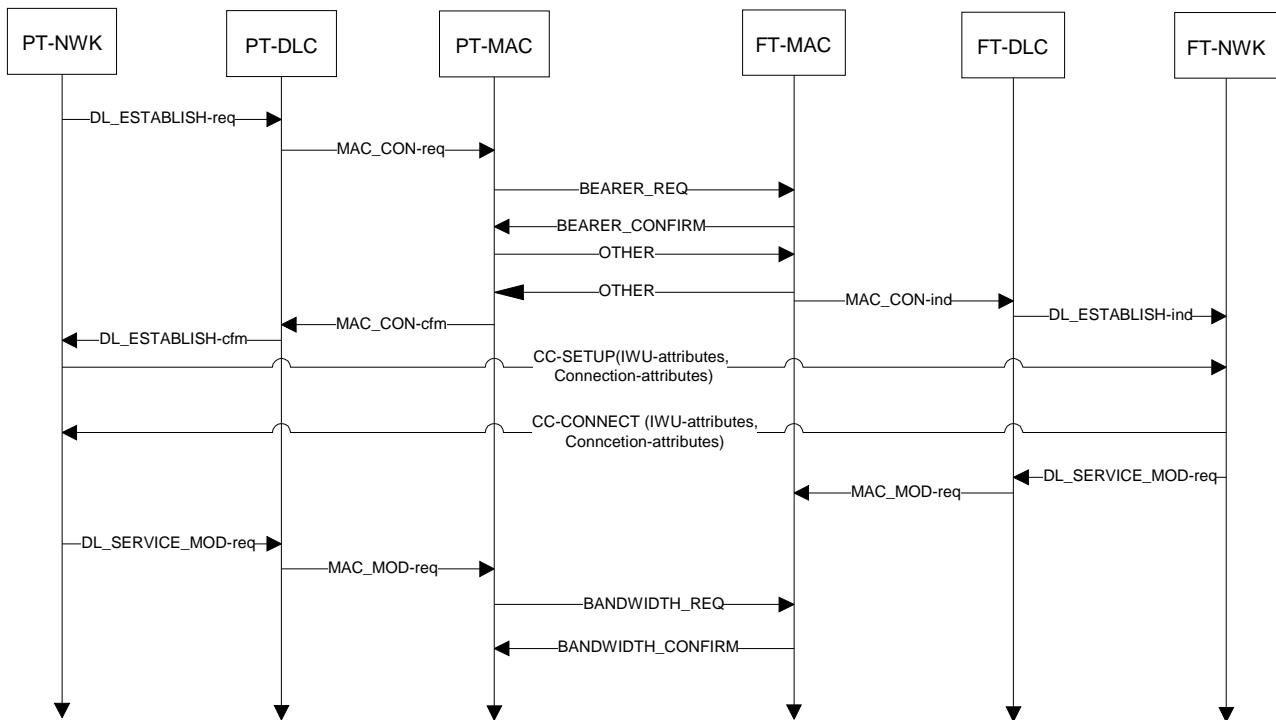 PT-NWK
PT-DLC
PT-MAC
FT-MAC
FT-DLC
FT-NWK
DL_ESTABLISH-req
MAC_CON-req
BEARER_REQ
BEARER_CONFIRM
OTHER
OTHER
MAC_CON-ind
DL_ESTABLISH-ind
MAC_CON-cfm
DL_ESTABLISH-cfm
CC-SETUP(IWU-attributes,
Connection-attributes)
CC-CONNECT (IWU-attributes,
Conncetion-attributes)
DL_SERVICE_MOD-req
MAC_MOD-req
DL_SERVICE_MOD-req
MAC_MOD-req
BANDWIDTH_REQ
BANDWIDTH_CONFIRM